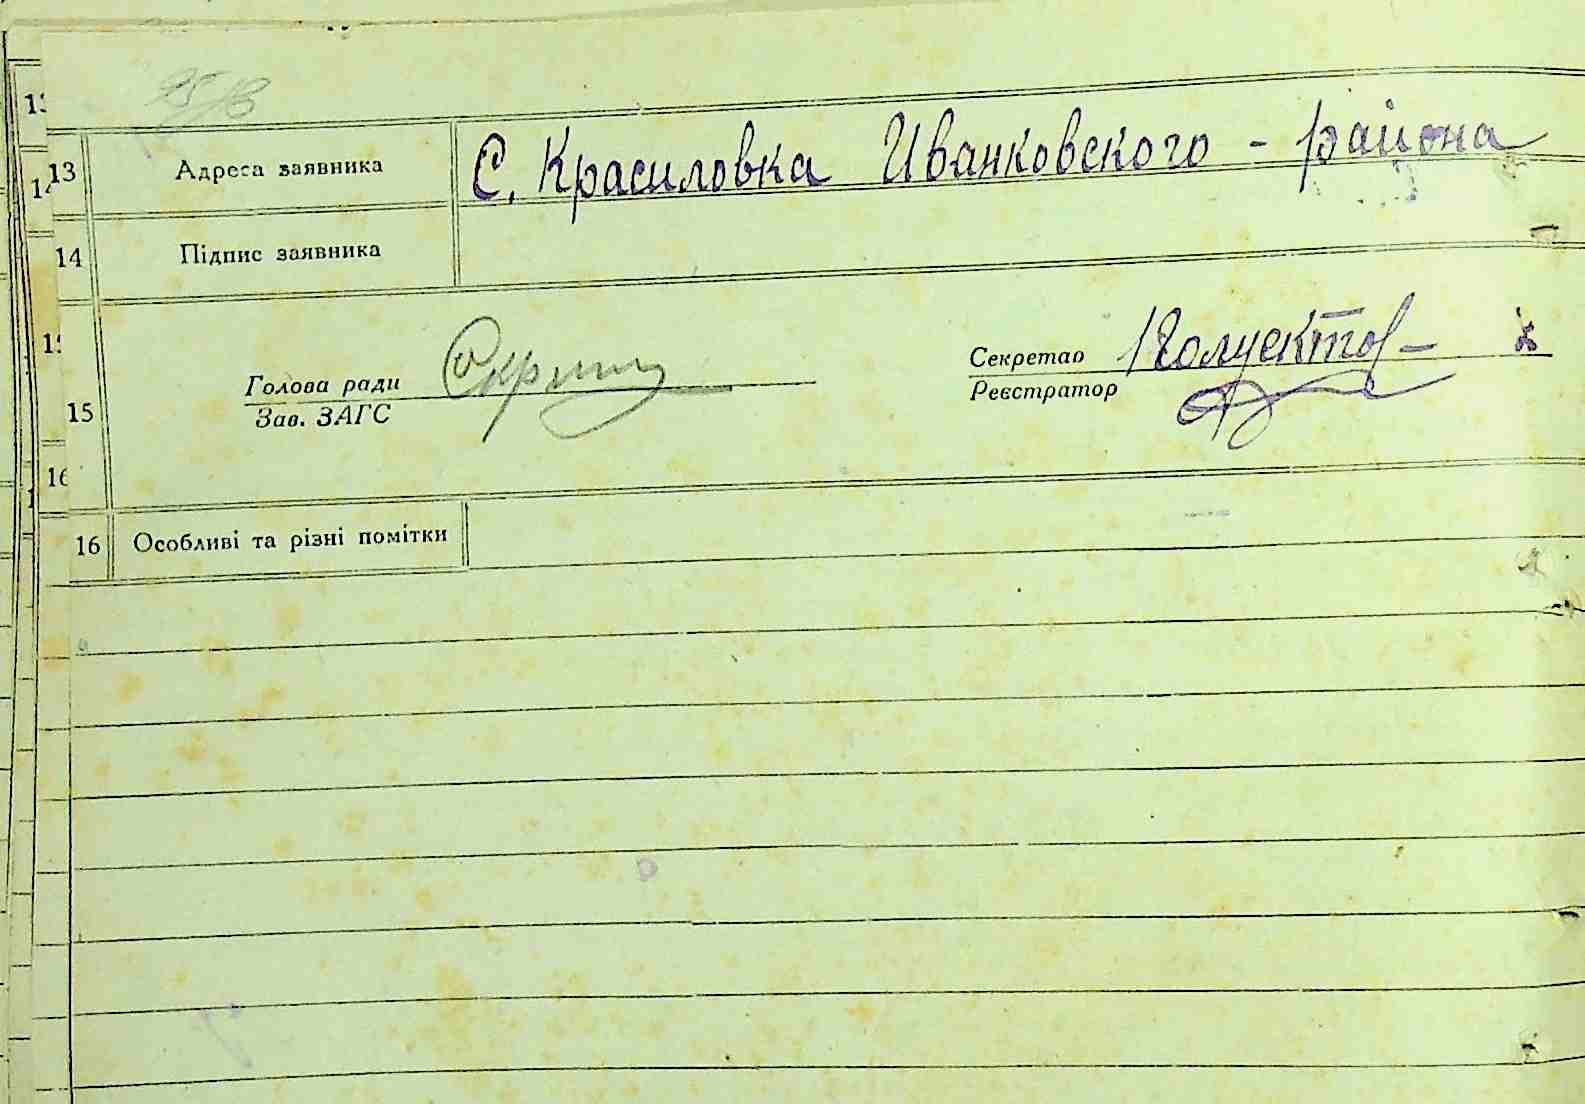 13 Адреса заявника С. Красиловка Иванковского - района
14 Підпис заявника
15
Голова ради
Зав. ЗАГС
Секретар
Реєстратор
16 Особливі та різні помітки